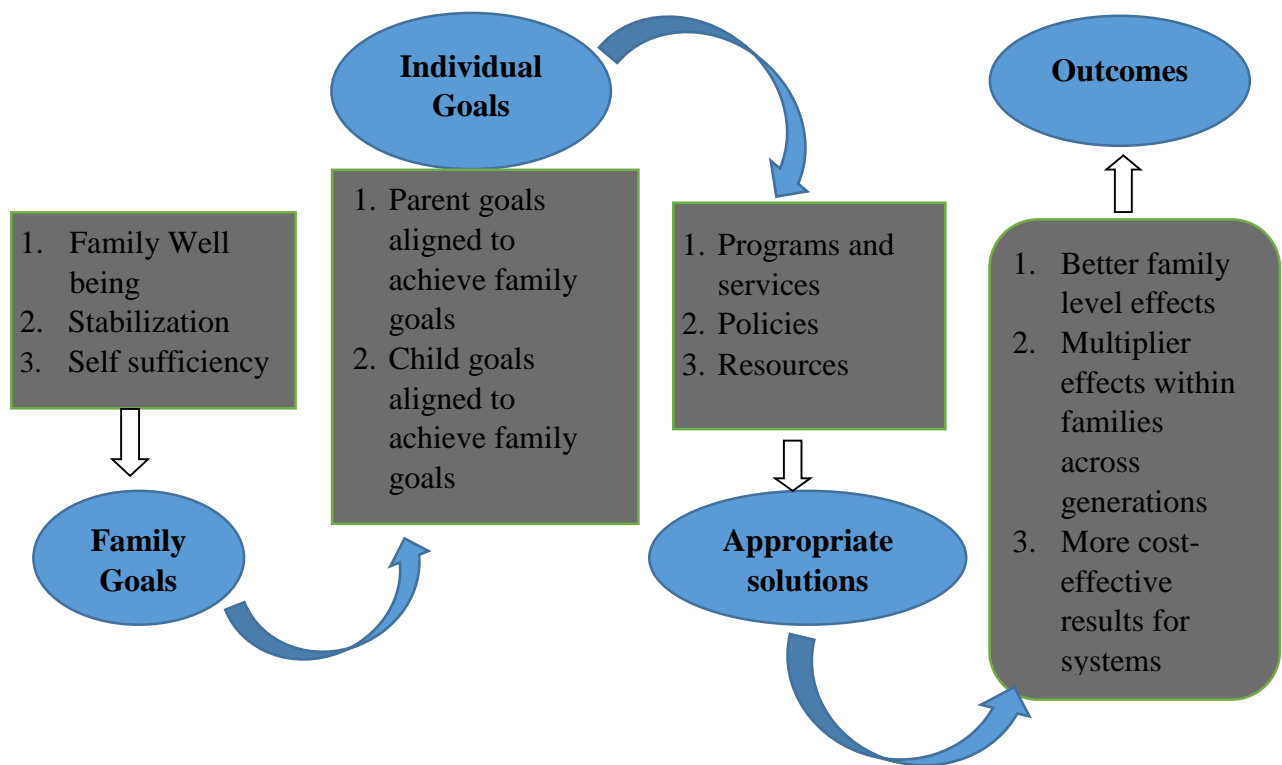 1. Family Well
being
2. Stabilization
3. Self sufficiency
Family
Goals
Individual
Goals
1. Parent goals
aligned to
achieve family
goals
2. Child goals
aligned to
achieve family
goals
1. Programs and
services
2. Policies
3. Resources
Appropriate
solutions
Outcomes
1. Better family
level effects
2. Multiplier
effects within
families
across
generations
3. More cost-
effective
results for
systems